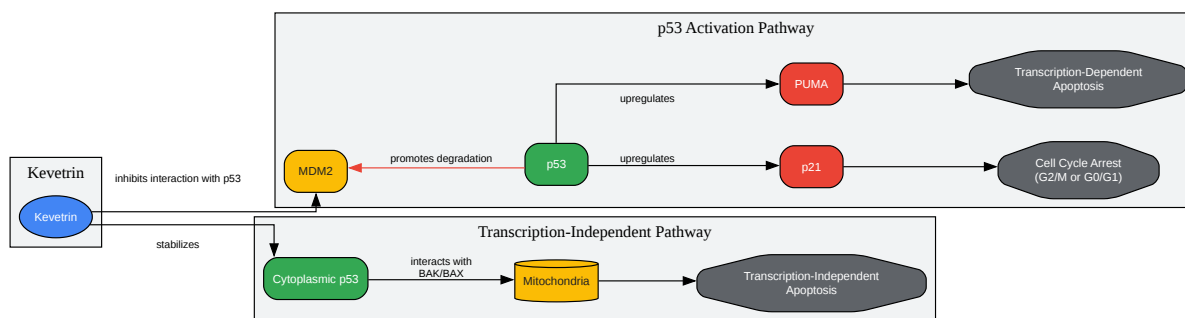 p53 Activation Pathway
PUMA
Transcription-Dependent
Apoptosis
upregulates
MDM2
promotes degradation
p53
upregulates
p21
Cell Cycle Arrest
(G2/M or G0/G1)
Kevetrin
inhibits interaction with p53
Kevetrin
stabilizes
Transcription-Independent Pathway
Cytoplasmic p53
interacts with
BAK/BAX
Mitochondria
Transcription-Independent
Apoptosis